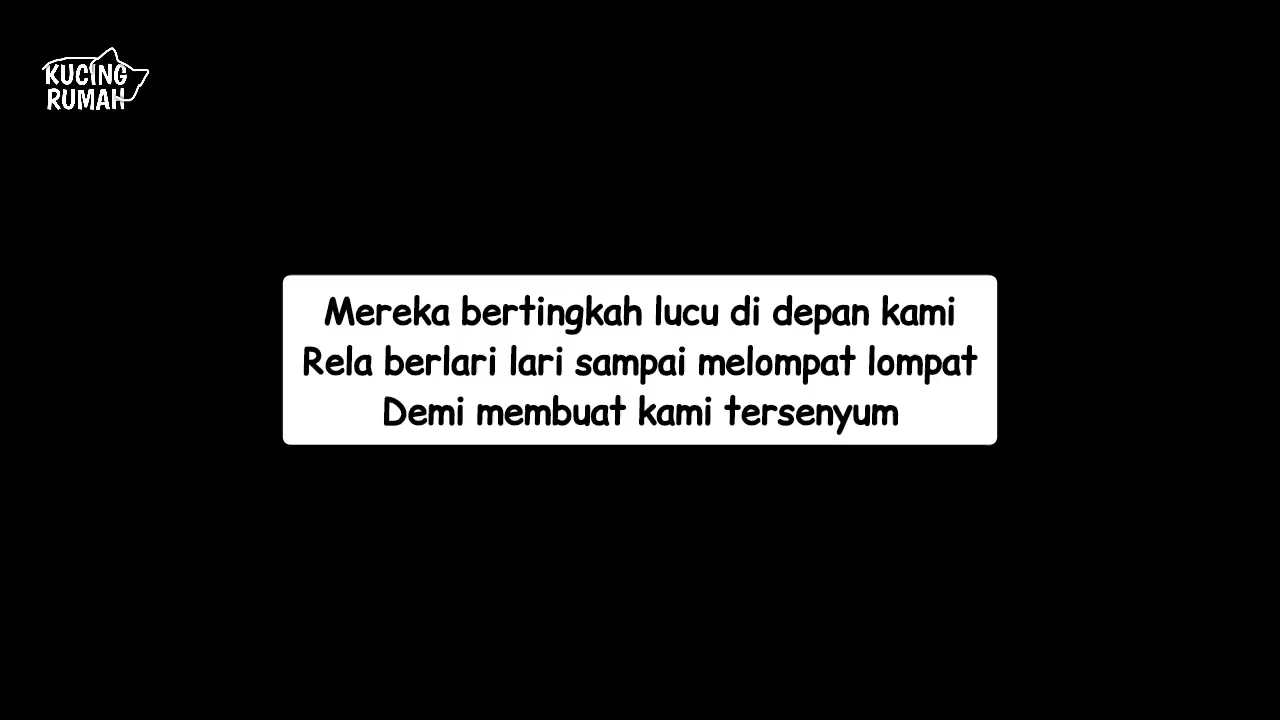 KUCING
RUMAH
Mereka bertingkah lucu di depan kami
Rela berlari lari sampai melompat lompat
Demi membuat kami tersenyum